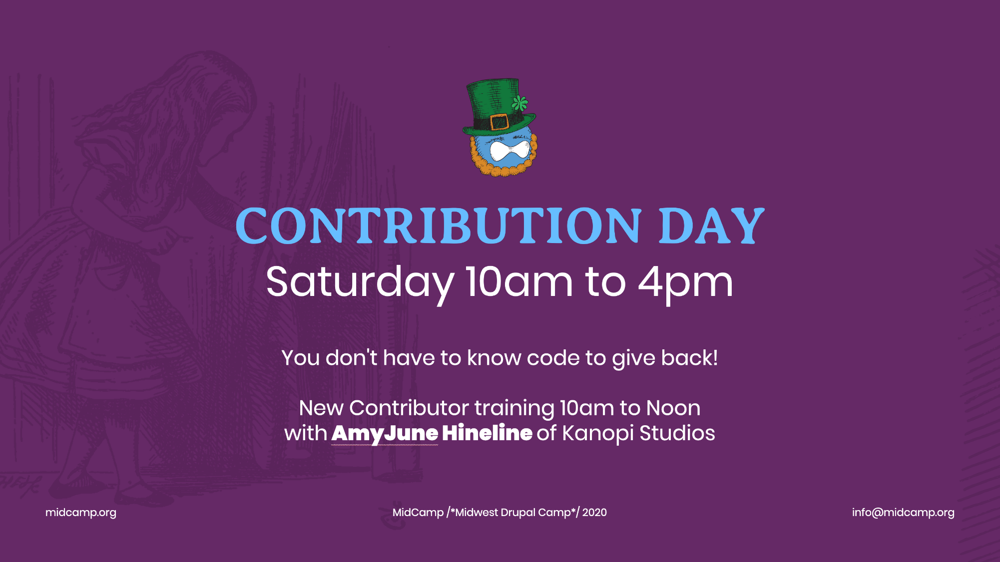 CONTRIBUTION DAY
Saturday 10am to 4pm
You don't have to know code to give back!
New Contributor training 10am to Noon
with AmyJune Hineline of Kanopi Studios
midcamp.org
MidCamp /*Midwest Drupal Camp*/ 2020
info@midcamp.org